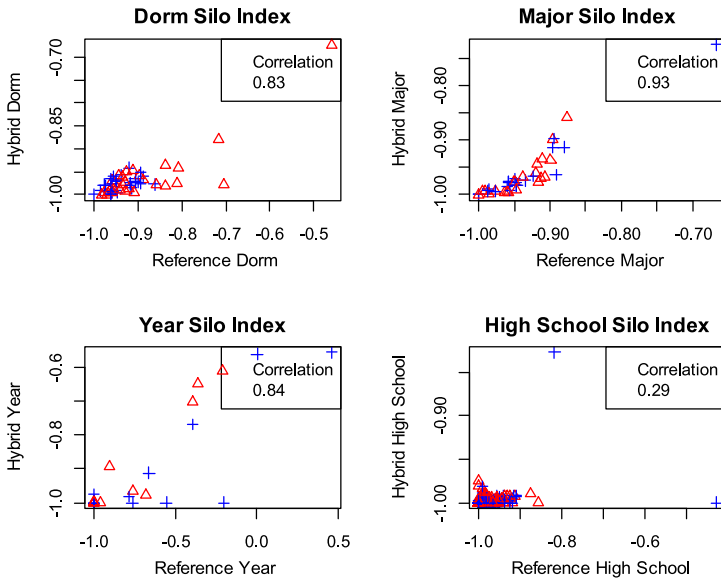 Dorm Silo Index
Correlation
0.83
-0.70
-0.85
-1.00
Hybrid Dorm
-1.0 -0.9 -0.8 -0.7 -0.6 -0.5
Reference Dorm
Major Silo Index
Correlation
0.93
-0.80
-0.90
-1.00
Hybrid Major
-1.00 -0.90 -0.80 -0.70
Reference Major
Year Silo Index
Correlation
0.84
-0.6
-0.8
-1.0
Hybrid Year
-1.0 -0.5 0.0 0.5
Reference Year
High School Silo Index
Correlation
0.29
-0.90
-1.00
Hybrid High School
-1.0 -0.8 -0.6
Reference High School